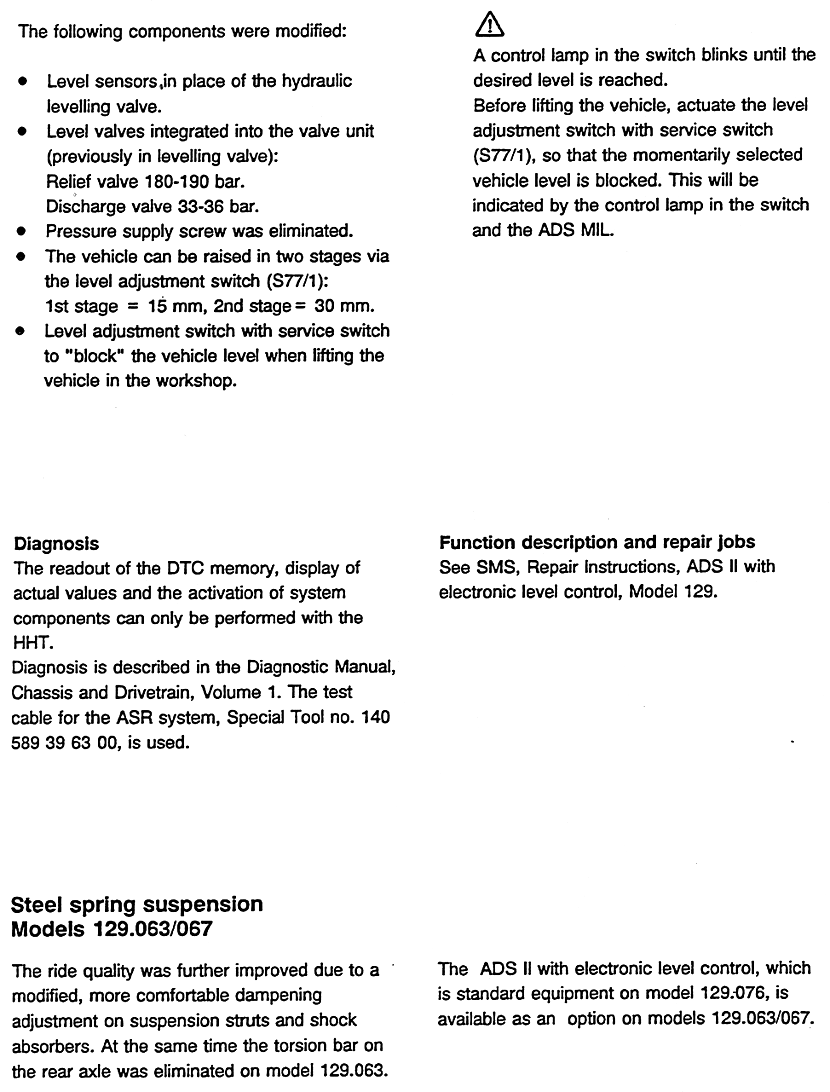 The following components were modified:
● Level sensors,in place of the hydraulic
levelling valve.
● Level valves integrated into the valve unit
(previously in levelling valve):
Relief valve 180-190 bar.
Discharge valve 33-36 bar.
● Pressure supply screw was eliminated.
● The vehicle can be raised in two stages via
the level adjustment switch (S77/1):
1st stage = 15 mm, 2nd stage= 30 mm.
● Level adjustment switch with service switch
to "block" the vehicle level when lifting the
vehicle in the workshop.
A control lamp in the switch blinks until the
desired level is reached.
Before lifting the vehicle, actuate the level
adjustment switch with service switch
(S77/1), so that the momentarily selected
vehicle level is blocked. This will be
indicated by the control lamp in the switch
and the ADS MIL.
Diagnosis
The readout of the DTC memory, display of
actual values and the activation of system
components can only be performed with the
HHT.
Diagnosis is described in the Diagnostic Manual,
Chassis and Drivetrain, Volume 1. The test
cable for the ASR system, Special Tool no. 140
589 39 63 00, is used.
Function description and repair jobs
See SMS, Repair Instructions, ADS II with
electronic level control, Model 129.
Steel spring suspension
Models 129.063/067
The ride quality was further improved due to a
modified, more comfortable dampening
adjustment on suspension struts and shock
absorbers. At the same time the torsion bar on
the rear axle was eliminated on model 129.063.
The ADS II with electronic level control, which
is standard equipment on model 129.076, is
available as an option on models 129.063/067.